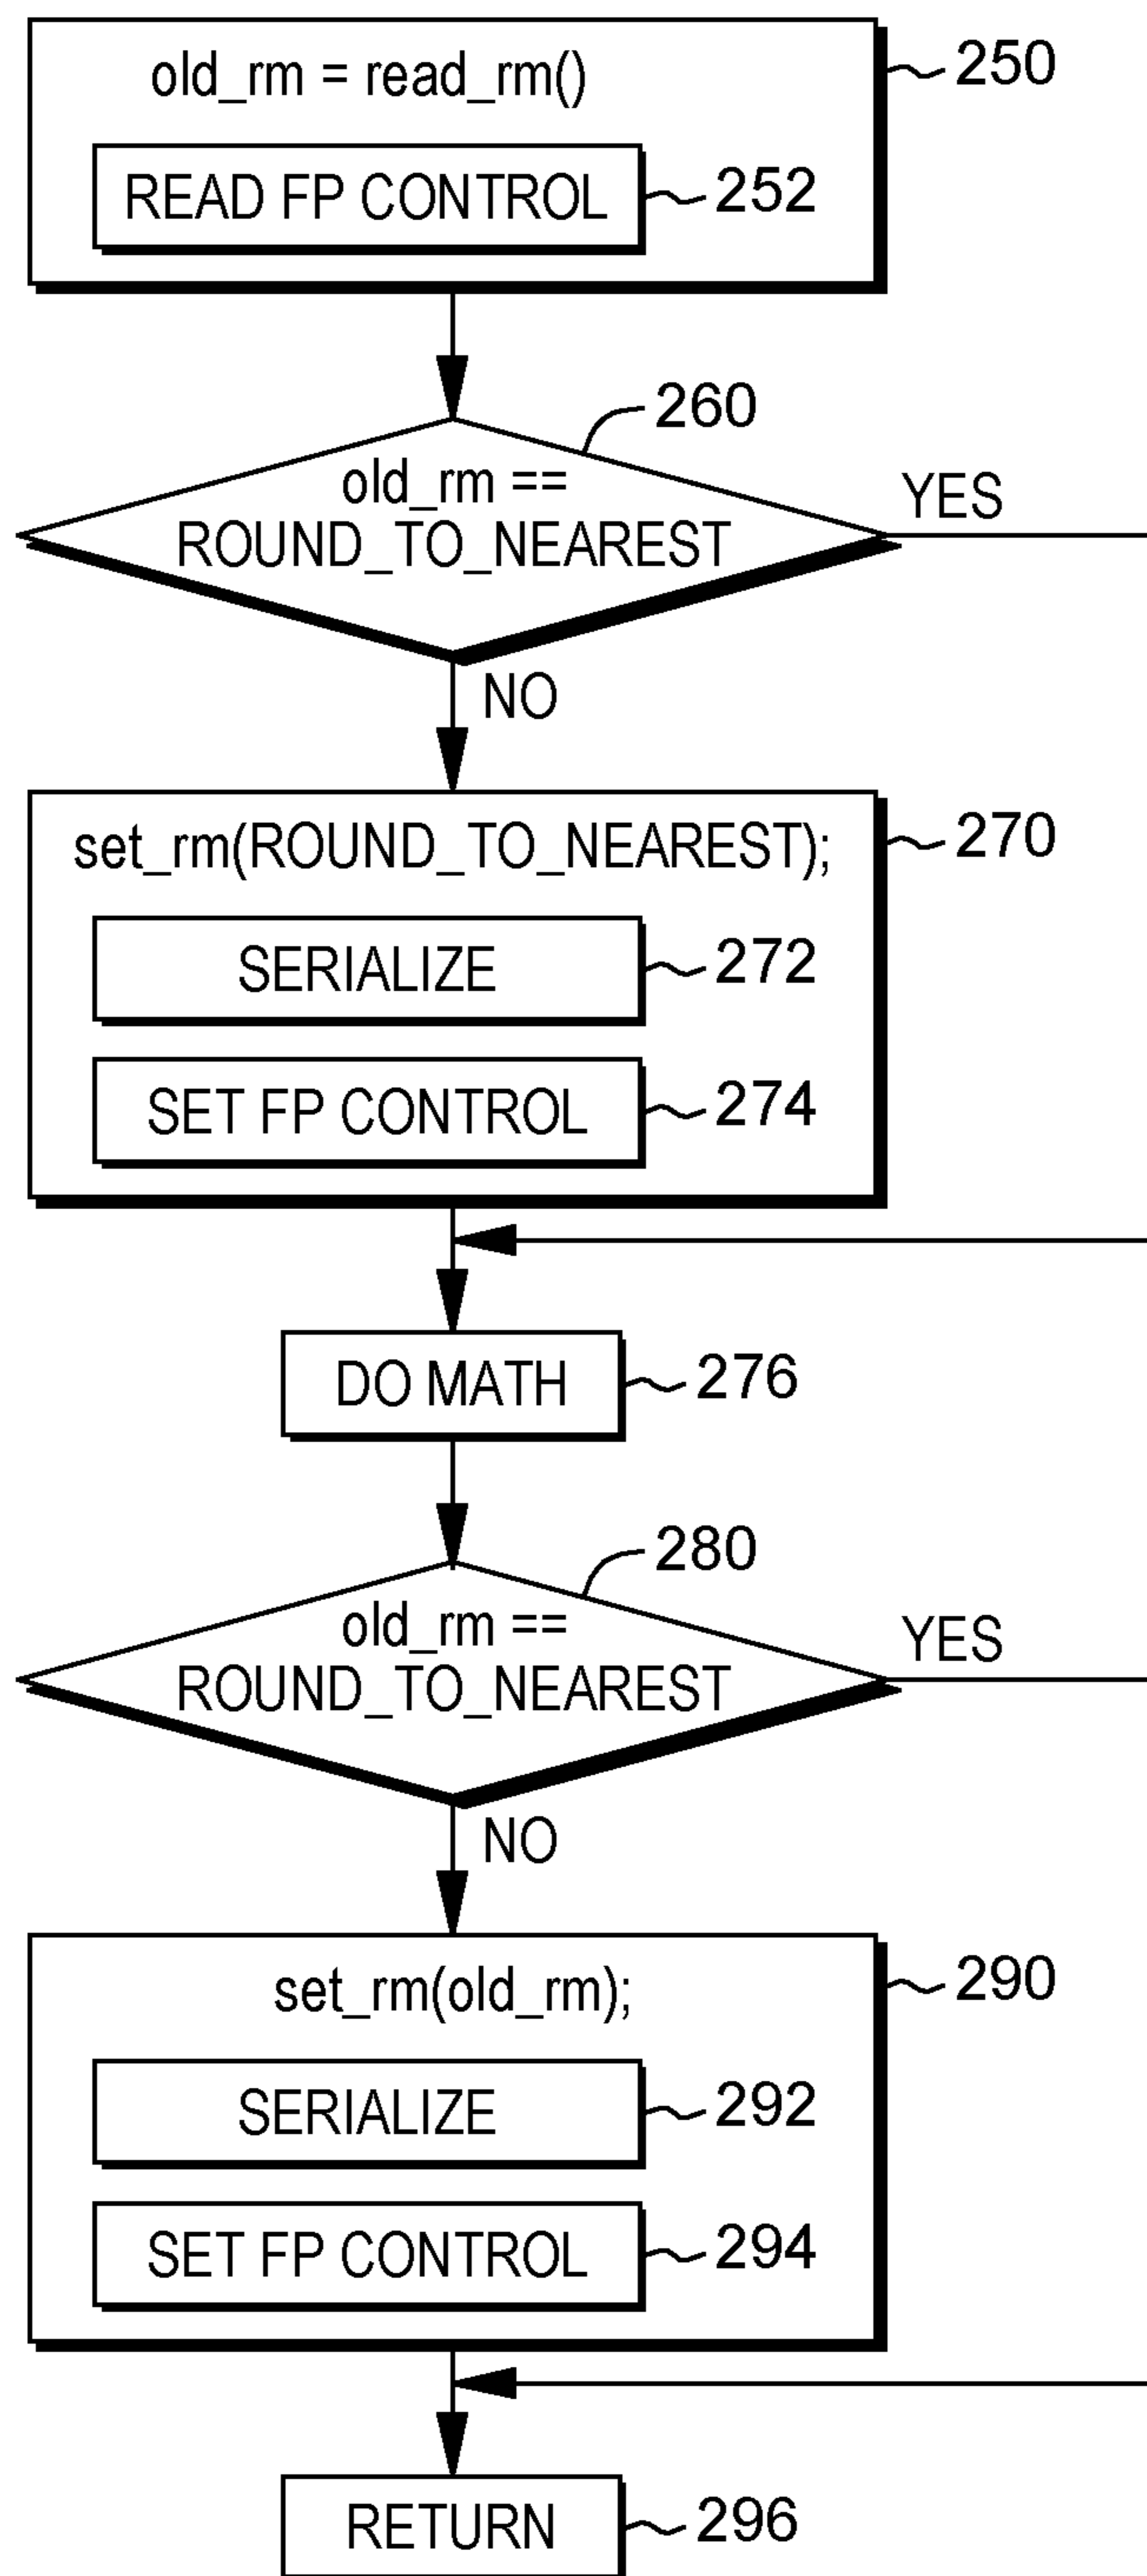 old_rm = read_rm()
250
READ FP CONTROL
252
260
old_rm ==
ROUND_TO_NEAREST
YES
NO
set_rm(ROUND_TO_NEAREST);
270
SERIALIZE
272
SET FP CONTROL
274
DO MATH
276
280
old_rm ==
ROUND_TO_NEAREST
YES
NO
set_rm(old_rm);
290
SERIALIZE
292
SET FP CONTROL
294
RETURN
296